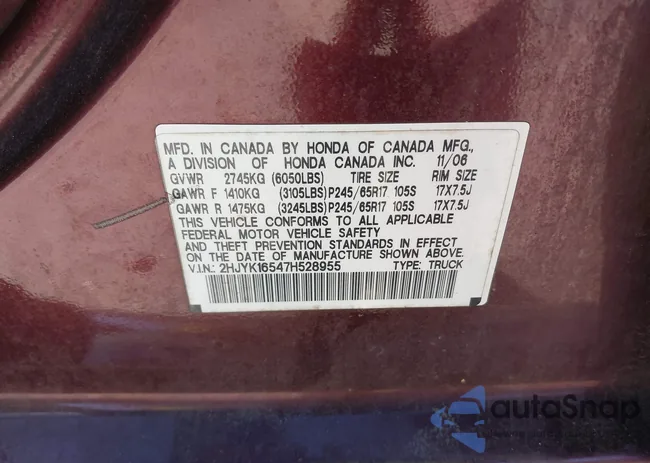 MFD. IN CANADA BY HONDA OF CANADA MFG.,
A DIVISION OF HONDA CANADA INC. 11/06
GVWR 2745KG (6050LBS) TIRE SIZE RIM SIZE
GAWR F 1410KG (3105LBS) P245/65R17 105S 17X7.5J
GAWR R 1475KG (3245LBS) P245/65R17 105S 17X7.5J
THIS VEHICLE CONFORMS TO ALL APPLICABLE
FEDERAL MOTOR VEHICLE SAFETY
AND THEFT PREVENTION STANDARDS IN EFFECT
ON THE DATE OF MANUFACTURE SHOWN ABOVE.
V.I.N.: 2HJYK16547H528955 TYPE: TRUCK
autoSnap